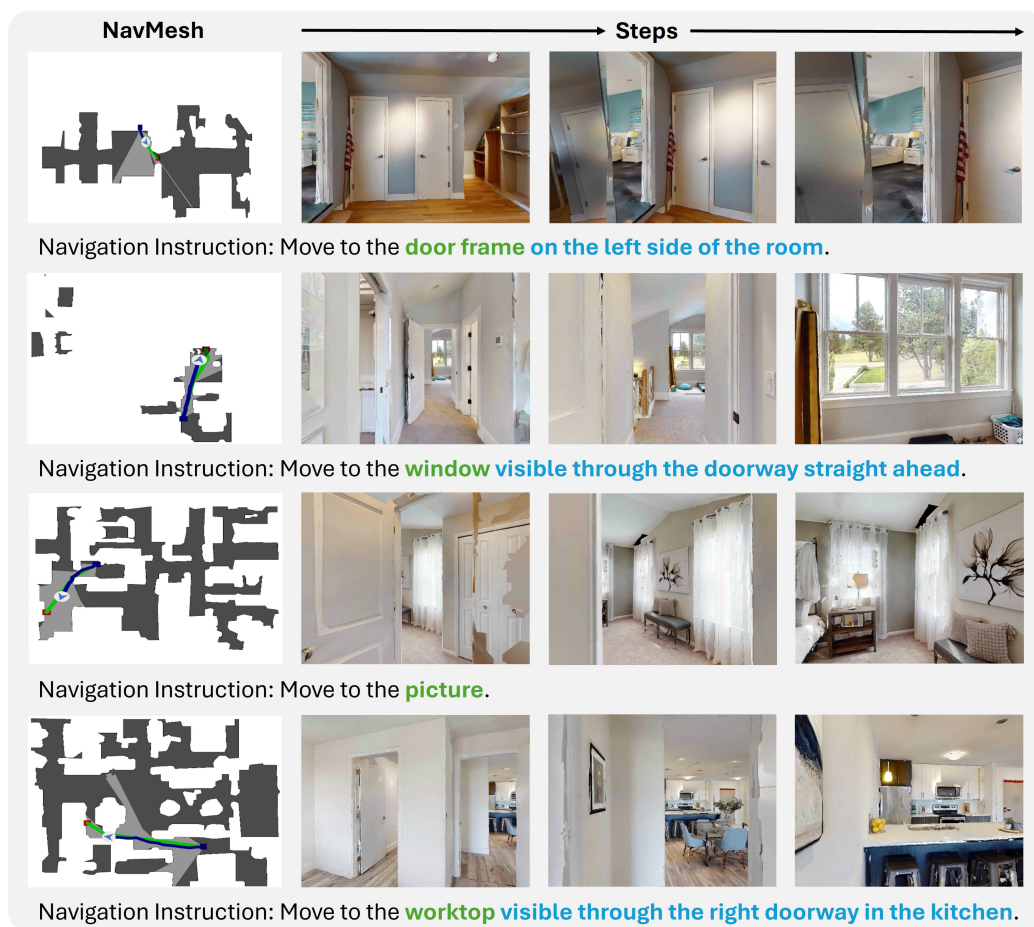 NavMesh
Steps
Navigation Instruction: Move to the door frame on the left side of the room.
Navigation Instruction: Move to the window visible through the doorway straight ahead.
Navigation Instruction: Move to the picture.
Navigation Instruction: Move to the worktop visible through the right doorway in the kitchen.